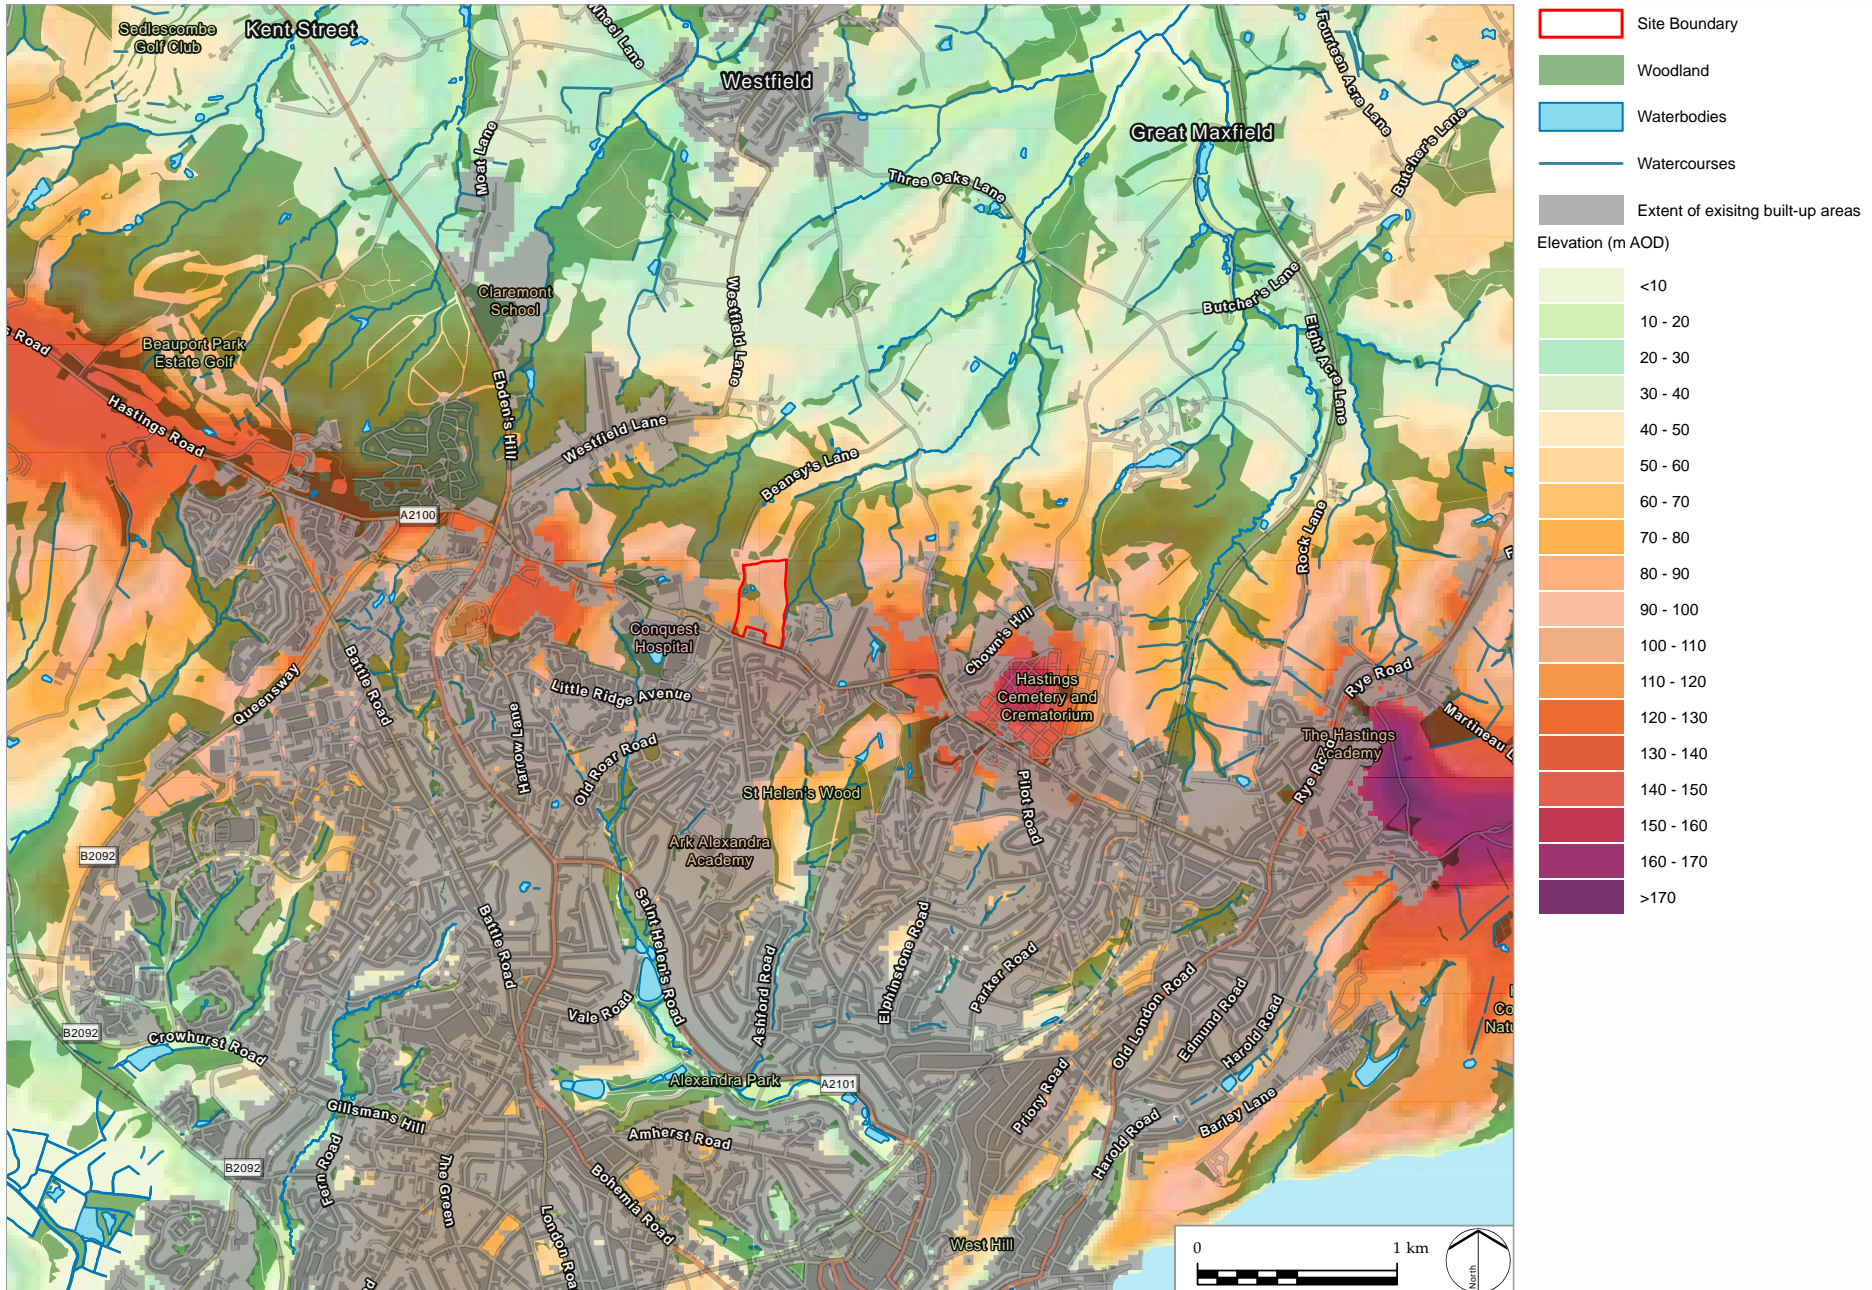 Sedlescombe
Golf Club
Kent Street
Wheel Lane
Westfield
Fourteen Acre Lane
Great Maxfield
Butcher's Lane
Moat Lane
Three Oaks Lane
Claremont
School
Westfield Lane
Butcher's Lane
Eight Acre Lane
s Road
Beauport Park
Estate Golf
Hastings Road
Ebden's Hill
Westfield Lane
Beaney's Lane
A2100
Rock Lane
Conquest
Hospital
Chown's Hill
Battle Road
Queensway
Little Ridge Avenue
Hastings
Cemetery and
Crematorium
Rye Road
Martineau L
The Hastings
Academy
Harrow Lane
Old Roar Road
Rye Road
St Helen's Wood
Pilot Road
Ark Alexandra
Academy
B2092
Battle Road
Saint Helen's Road
Elphinstone Road
Ashford Road
Parker Road
Old London Road
Edmund Road
Harold Road
Co
Natu
Vale Road
B2092
Crowhurst Road
Alexandra Park
A2101
Priory Road
Barley Lane
Gillsmans Hill
Amherst Road
Harold Road
B2092
Fern Road
The Green
Bohemia Road
London Roa
West Hill
0
1 km
North
Site Boundary
Woodland
Waterbodies
Watercourses
Extent of exisitng built-up areas
Elevation (m AOD)
<10
10 - 20
20 - 30
30 - 40
40 - 50
50 - 60
60 - 70
70 - 80
80 - 90
90 - 100
100 - 110
110 - 120
120 - 130
130 - 140
140 - 150
150 - 160
160 - 170
>170